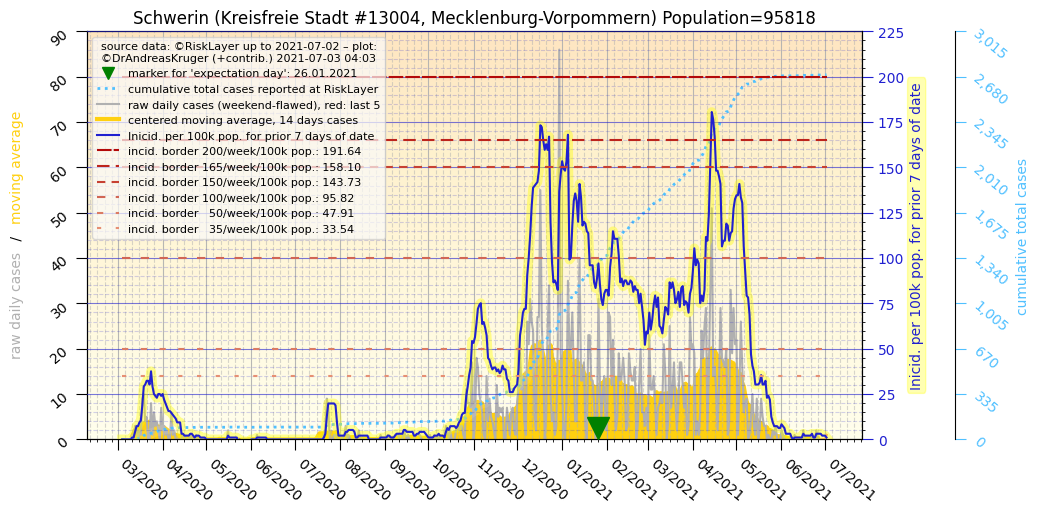 Schwerin (Kreisfreie Stadt #13004, Mecklenburg-Vorpommern) Population=95818
source data: ©RiskLayer up to 2021-07-02 – plot:
©DrAndreasKruger (+contrib.) 2021-07-03 04:03
marker for 'expectation day': 26.01.2021
cumulative total cases reported at RiskLayer
raw daily cases (weekend-flawed), red: last 5
centered moving average, 14 days cases
Inicid. per 100k pop. for prior 7 days of date
incid. border 200/week/100k pop.: 191.64
incid. border 165/week/100k pop.: 158.10
incid. border 150/week/100k pop.: 143.73
incid. border 100/week/100k pop.: 95.82
incid. border 50/week/100k pop.: 47.91
incid. border 35/week/100k pop.: 33.54
raw daily cases / moving average
90
80
70
60
50
40
30
20
10
0
225
200
175
150
125
100
75
50
25
0
Inicid. per 100k pop. for prior 7 days of date
3,015
2,680
2,345
2,010
1,675
1,340
1,005
670
335
0
cumulative total cases
03/2020
04/2020
05/2020
06/2020
07/2020
08/2020
09/2020
10/2020
11/2020
12/2020
01/2021
02/2021
03/2021
04/2021
05/2021
06/2021
07/2021